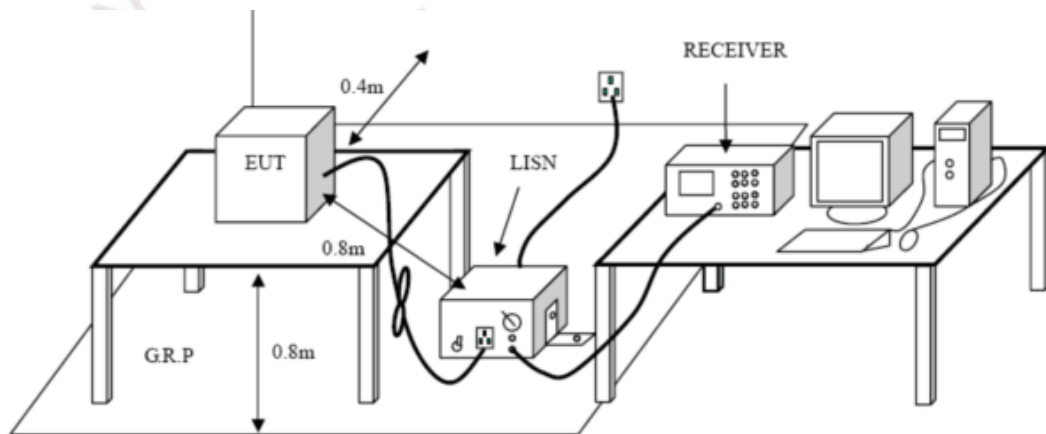 RECEIVER
0.4m
EUT
LISN
0.8m
G.R.P
0.8m